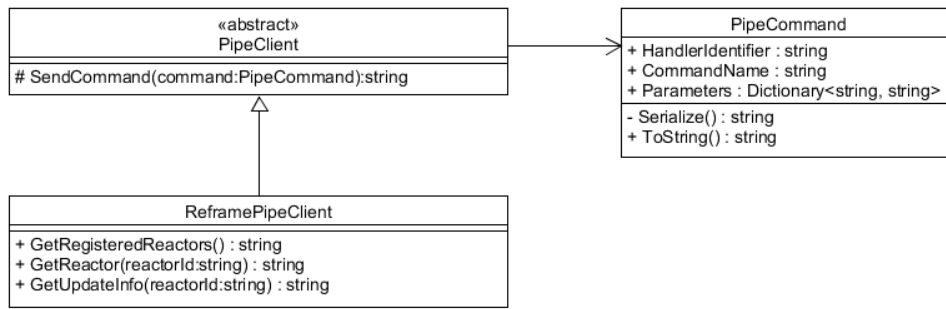 «abstract»
PipeClient
# SendCommand(command:PipeCommand):string
PipeCommand
+ HandlerIdentifier : string
+ CommandName : string
+ Parameters : Dictionary<string, string>
- Serialize() : string
+ ToString() : string
ReframePipeClient
+ GetRegisteredReactors() : string
+ GetReactor(reactorId:string) : string
+ GetUpdateInfo(reactorId:string) : string